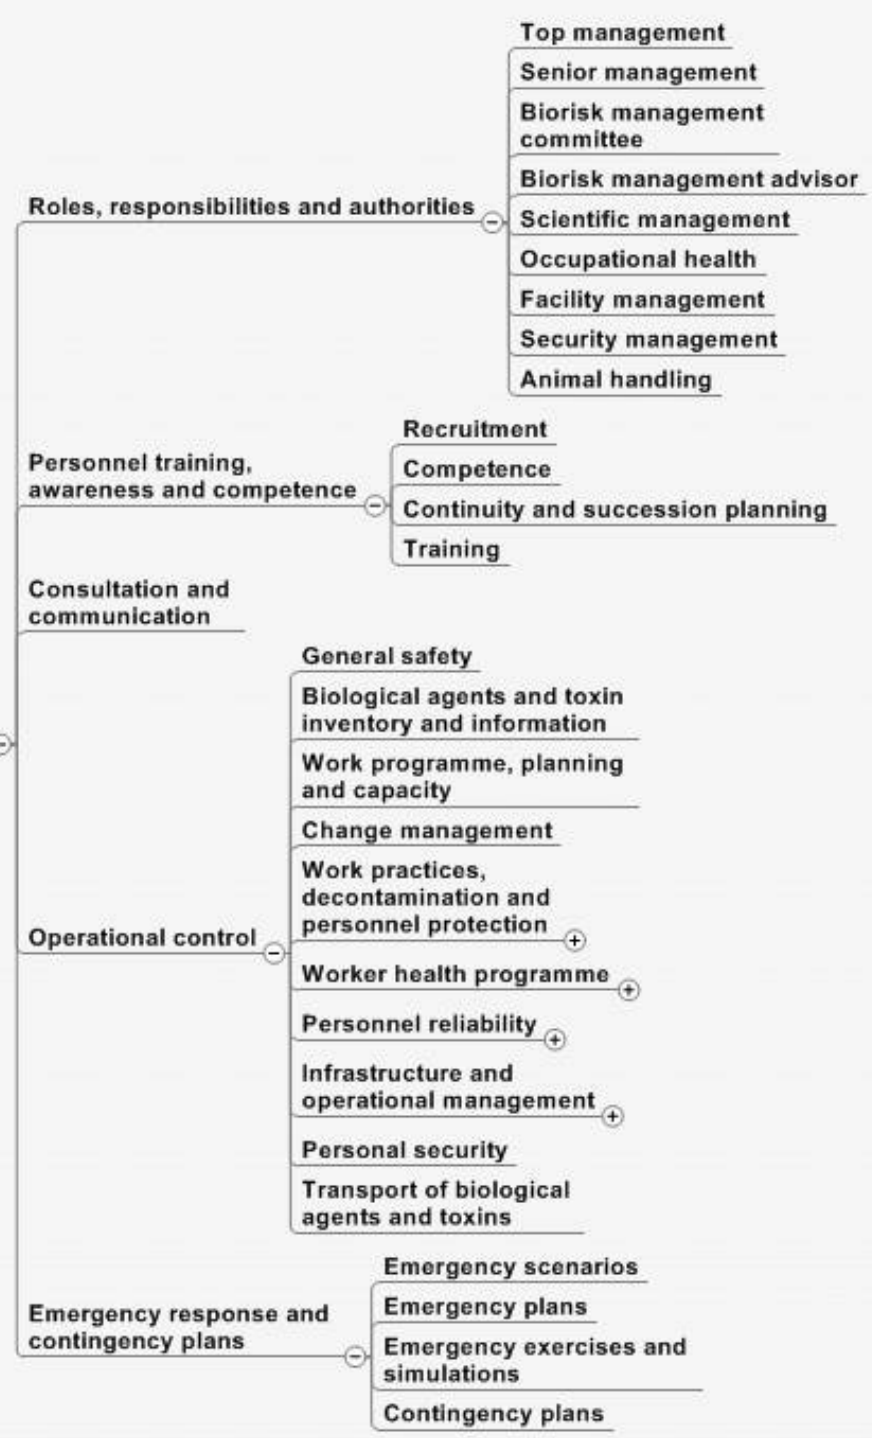 Top management
Senior management
Biorisk management
committee
Biorisk management advisor
Roles, responsibilities and authorities
Scientific management
Occupational health
Facility management
Security management
Animal handling
Recruitment
Personnel training,
awareness and competence
Competence
Continuity and succession planning
Training
Consultation and
communication
General safety
Biological agents and toxin
inventory and information
Work programme, planning
and capacity
Change management
Work practices,
decontamination and
personnel protection
Operational control
Worker health programme
Personnel reliability
Infrastructure and
operational management
Personal security
Transport of biological
agents and toxins
Emergency scenarios
Emergency response and
contingency plans
Emergency plans
Emergency exercises and
simulations
Contingency plans